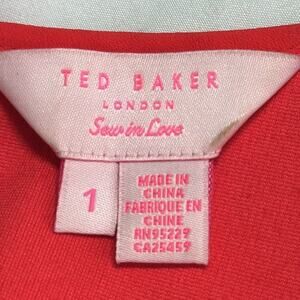 TED BAKER
LONDON
Sew in Love
1
MADE IN
CHINA
FABRIQUE EN
CHINE
RN95229
CA25459